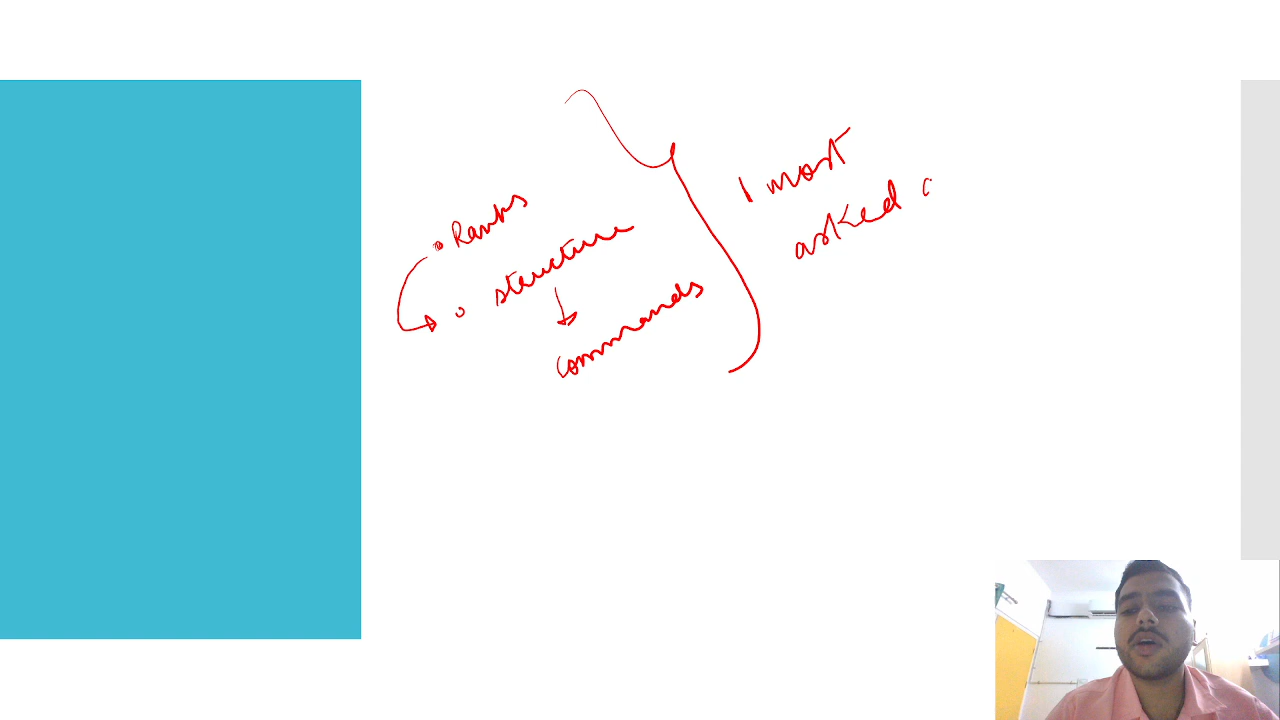 Ranks
structure
commands
1 most
asked